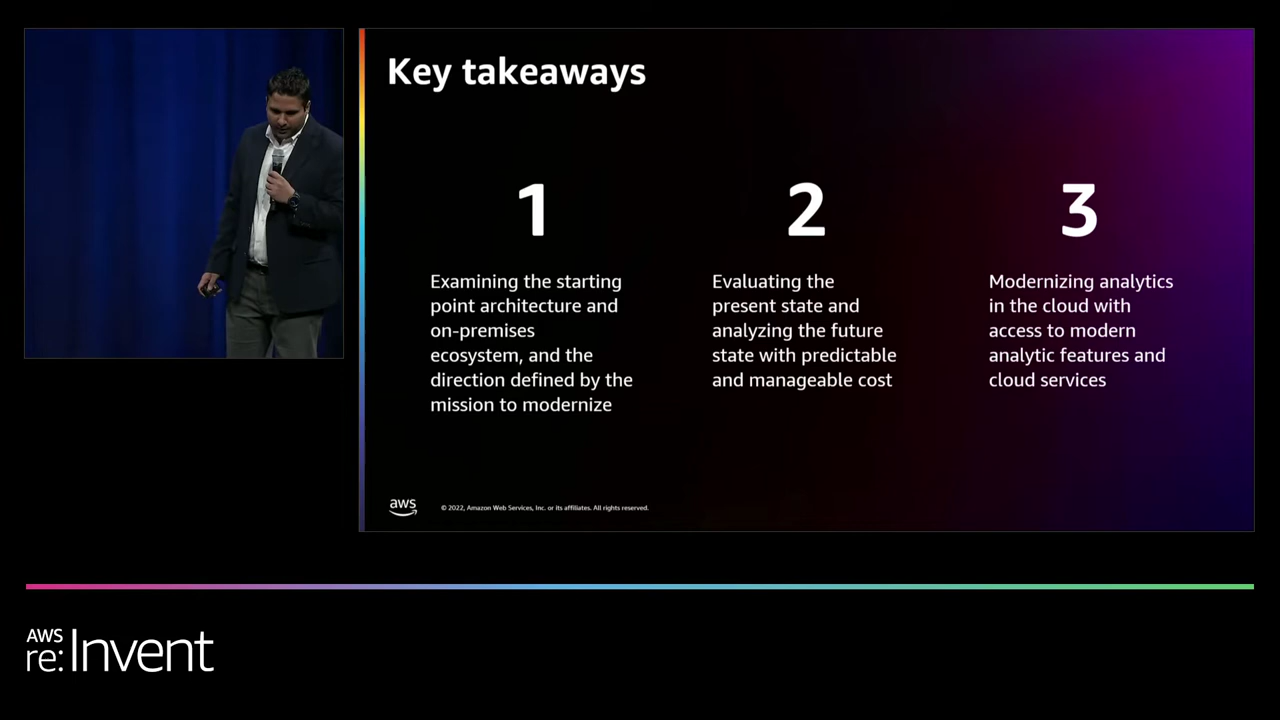 Key takeaways
1
Examining the starting
point architecture and
on-premises
ecosystem, and the
direction defined by the
mission to modernize
2
Evaluating the
present state and
analyzing the future
state with predictable
and manageable cost
3
Modernizing analytics
in the cloud with
access to modern
analytic features and
cloud services
aws
© 2022, Amazon Web Services, Inc. or its affiliates. All rights reserved.
AWS
re:Invent